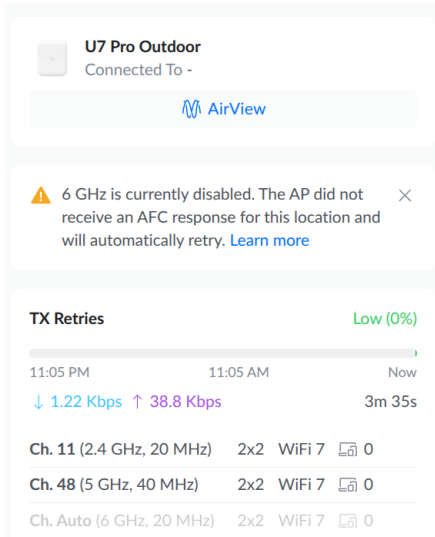 U7 Pro Outdoor
Connected To -
AirView
6 GHz is currently disabled. The AP did not
receive an AFC response for this location and
will automatically retry. Learn more
TX Retries Low (0%)
11:05 PM 11:05 AM Now
↓ 1.22 Kbps ↑ 38.8 Kbps 3m 35s
Ch. 11 (2.4 GHz, 20 MHz) 2x2 WiFi 7 0
Ch. 48 (5 GHz, 40 MHz) 2x2 WiFi 7 0
Ch. Auto (6 GHz, 20 MHz) 2x2 WiFi 7 0